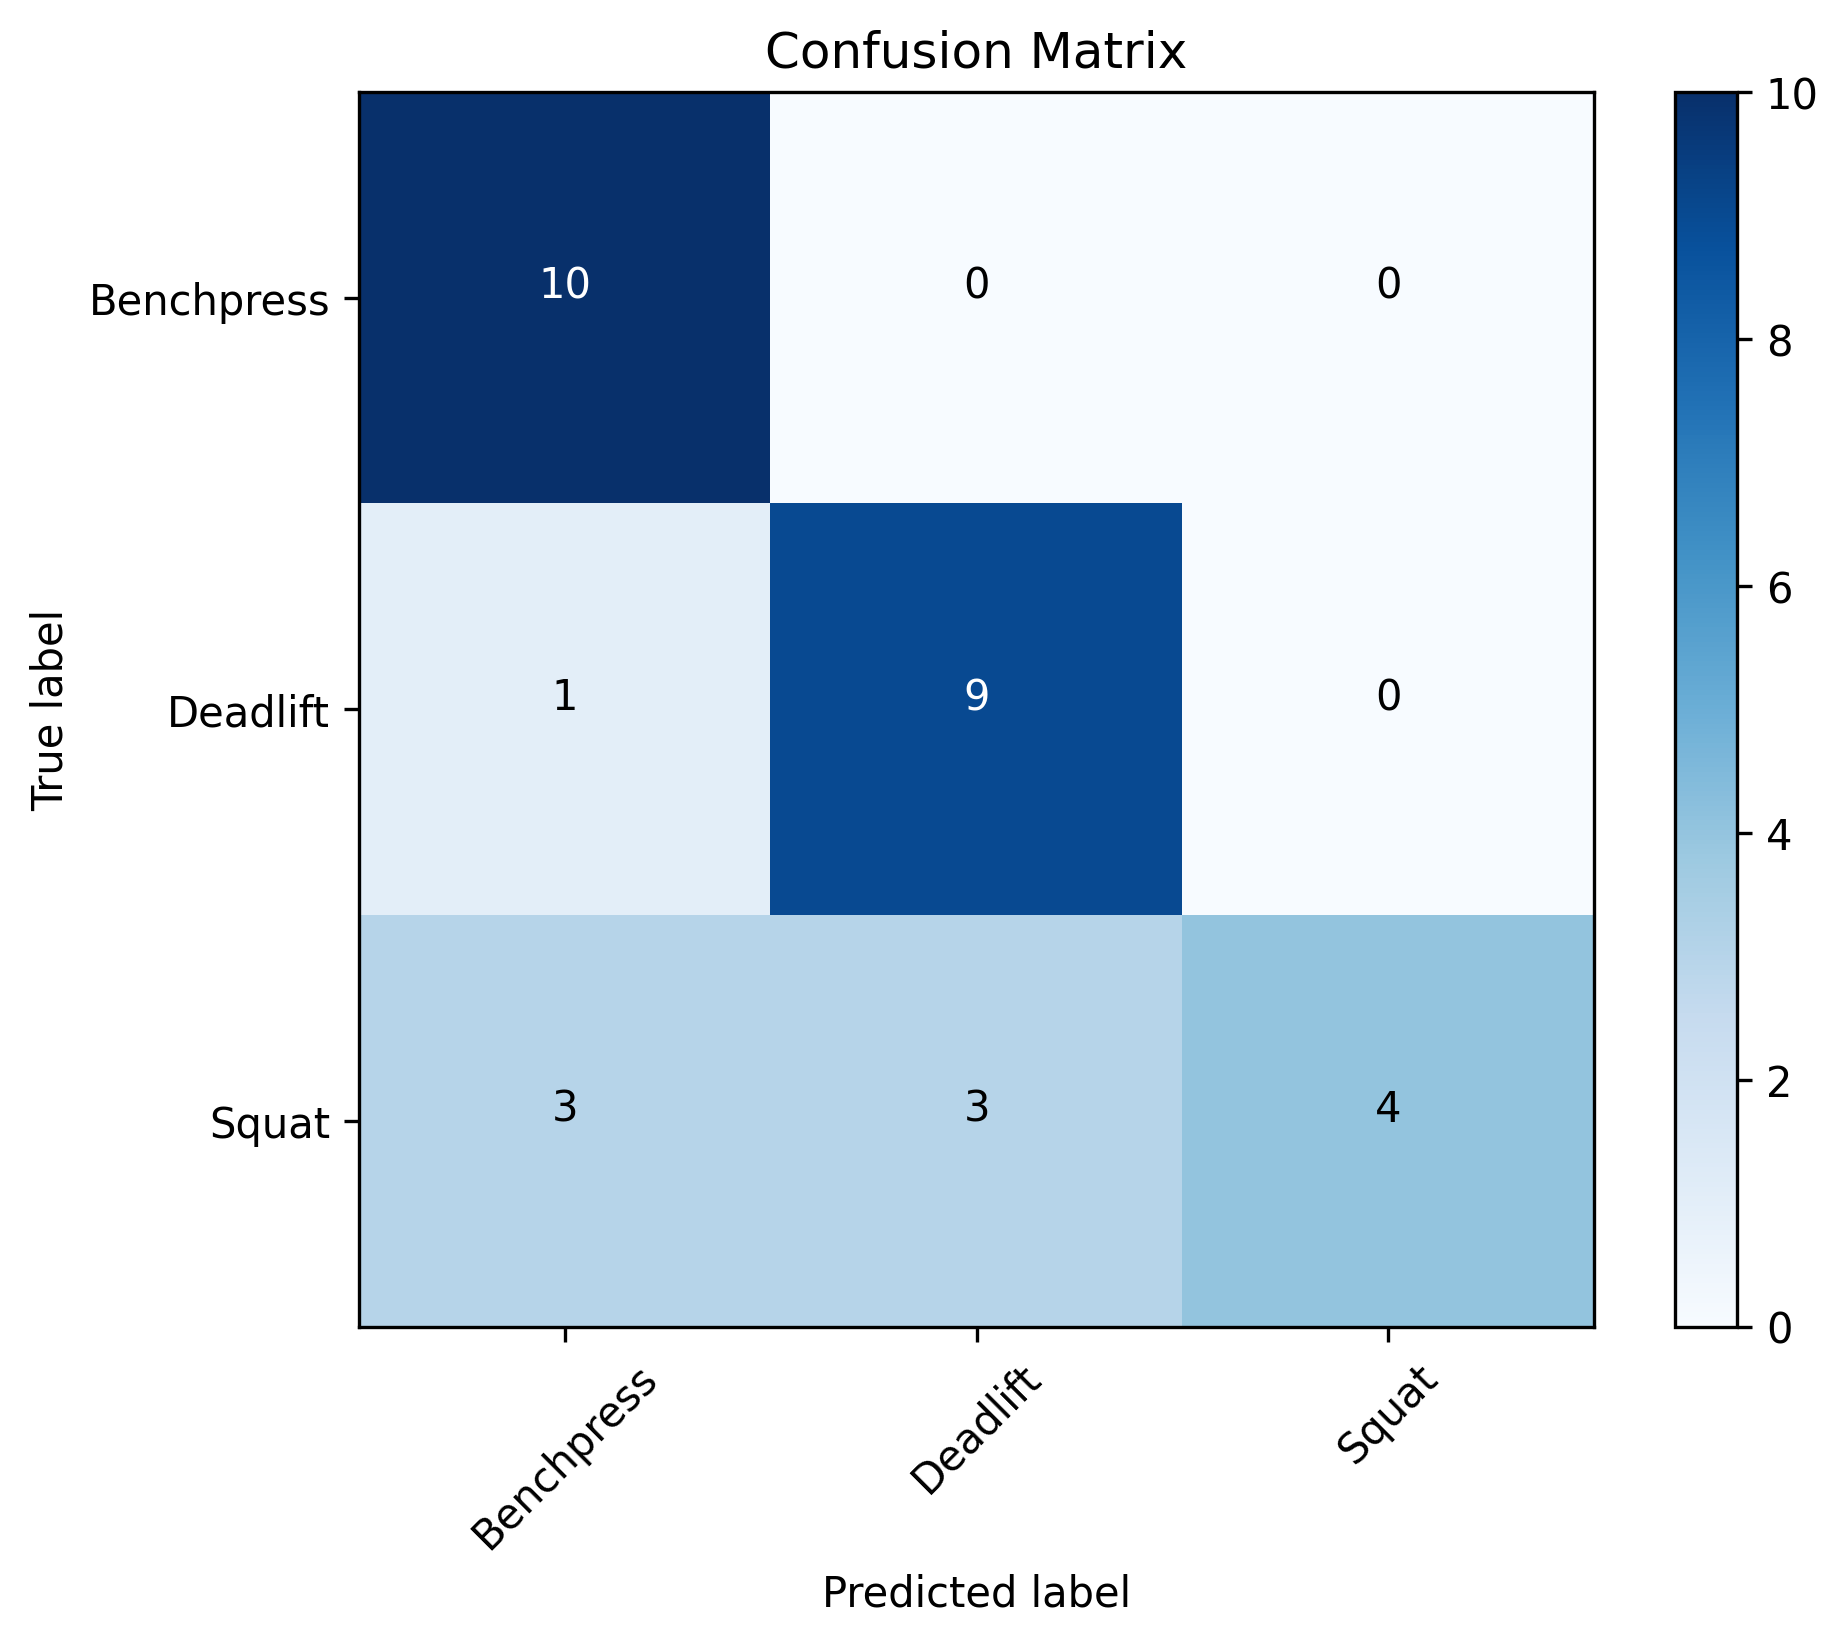 Confusion Matrix
True label
Benchpress
Deadlift
Squat
10 0 0
1 9 0
3 3 4
Benchpress Deadlift Squat
Predicted label
10
8
6
4
2
0